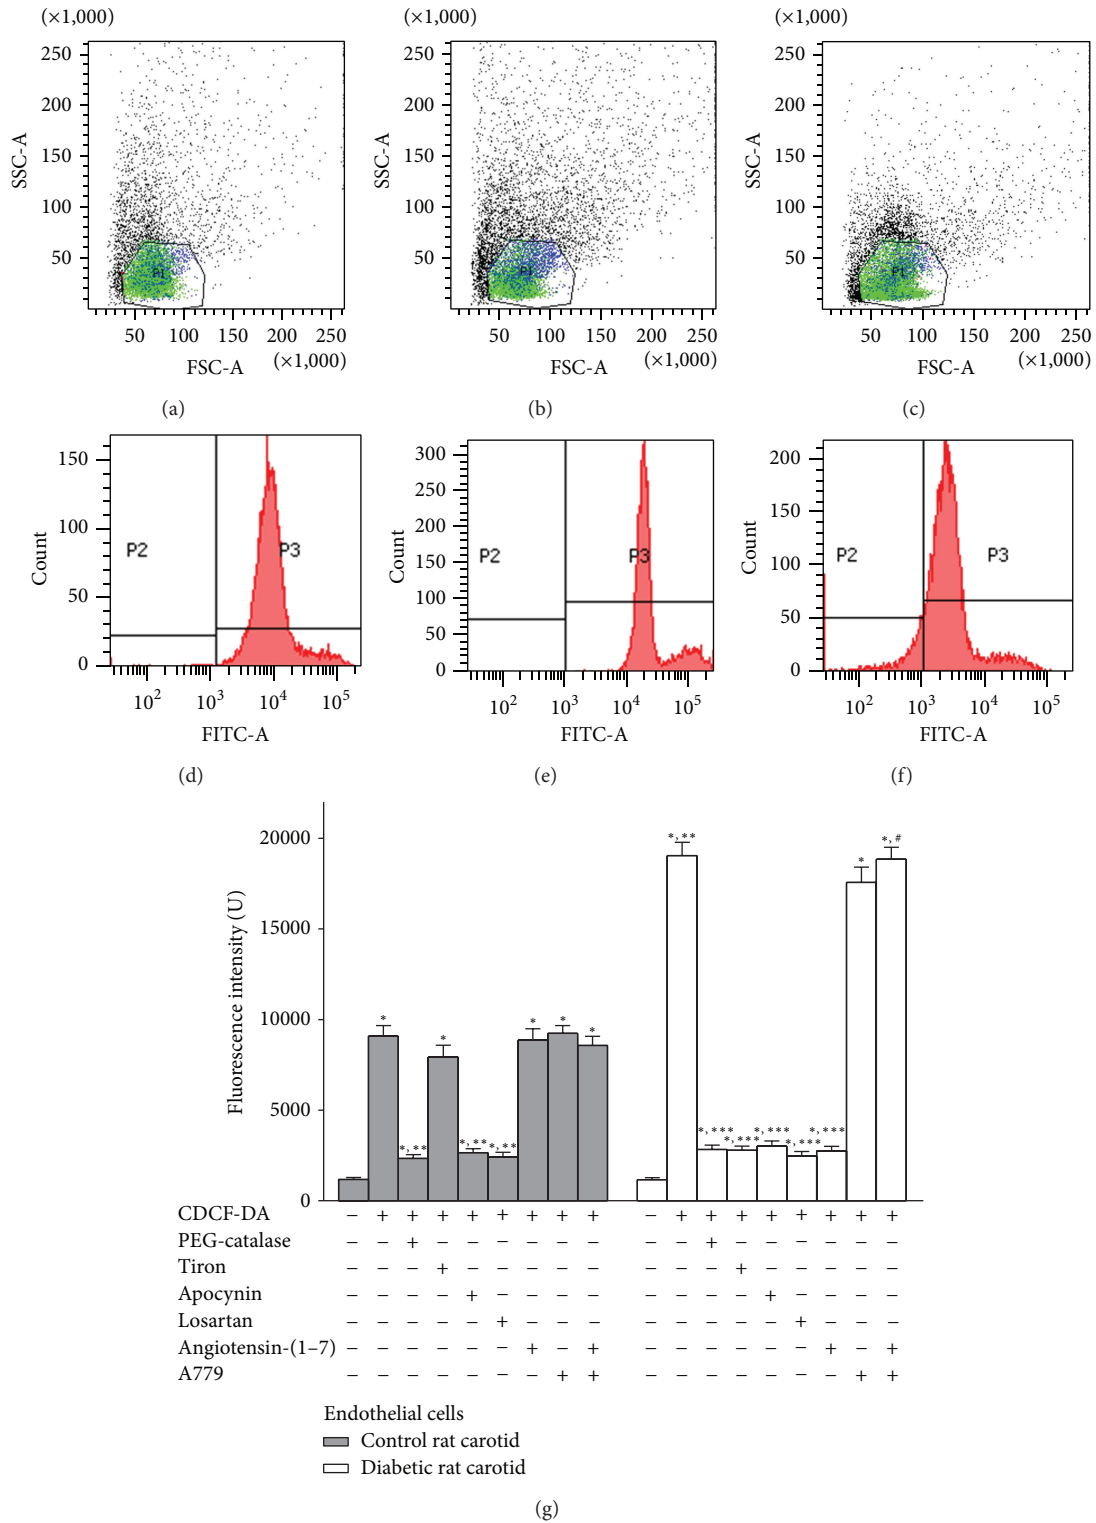 (×1,000) (×1,000) (×1,000)
250 250 250
200 200 200
150 150 150
100 100 100
50 50 50
SSC-A SSC-A SSC-A
P1 P1 P1
50 100 150 200 250 50 100 150 200 250 50 100 150 200 250
FSC-A (×1,000) FSC-A (×1,000) FSC-A (×1,000)
(a) (b) (c)
150 100 50 0
Count
P2 P3
10² 10³ 10⁴ 10⁵
FITC-A
(d)
300 250 200 150 100 50 0
Count
P2 P3
10² 10³ 10⁴ 10⁵
FITC-A
(e)
200 150 100 50 0
Count
P2 P3
10² 10³ 10⁴ 10⁵
FITC-A
(f)
20000
15000
10000
5000
0
Fluorescence intensity (U)
* *,** * *,** *,** * * *
*,** *,*** *,*** *,*** *,*** *,*** * *,#
CDCF-DA − + + + + + + + + − + + + + + + + +
PEG-catalase − − + − − − − − − − − + − − − − − −
Tiron − − − + − − − − − − − − + − − − − −
Apocynin − − − − + − − − − − − − − + − − − −
Losartan − − − − − + − − − − − − − − + − − −
Angiotensin-(1–7) − − − − − − + − + − − − − − − + − +
A779 − − − − − − − + + − − − − − − − + +
Endothelial cells
Control rat carotid
Diabetic rat carotid
(g)